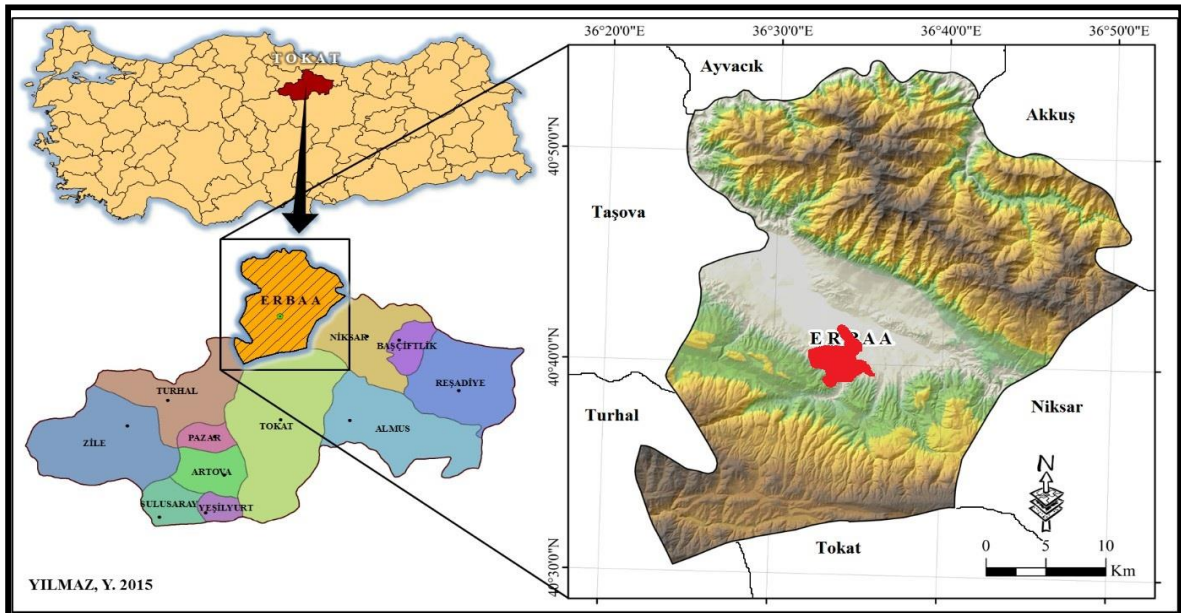 TOKAT
ERBAA
NİKSAR
BAŞÇİFTLİK
REŞADİYE
TURHAL
TOKAT
ALMUS
ZİLE
PAZAR
ARTOVA
SULUSARAY
YEŞİLYURT
YILMAZ, Y. 2015
36°20'0"E
36°30'0"E
36°40'0"E
36°50'0"E
Ayvacık
Akkuş
40°50'0"N
Taşova
ERBAA
40°40'0"N
Turhal
Niksar
N
Tokat
40°30'0"N
0 5 10
Km